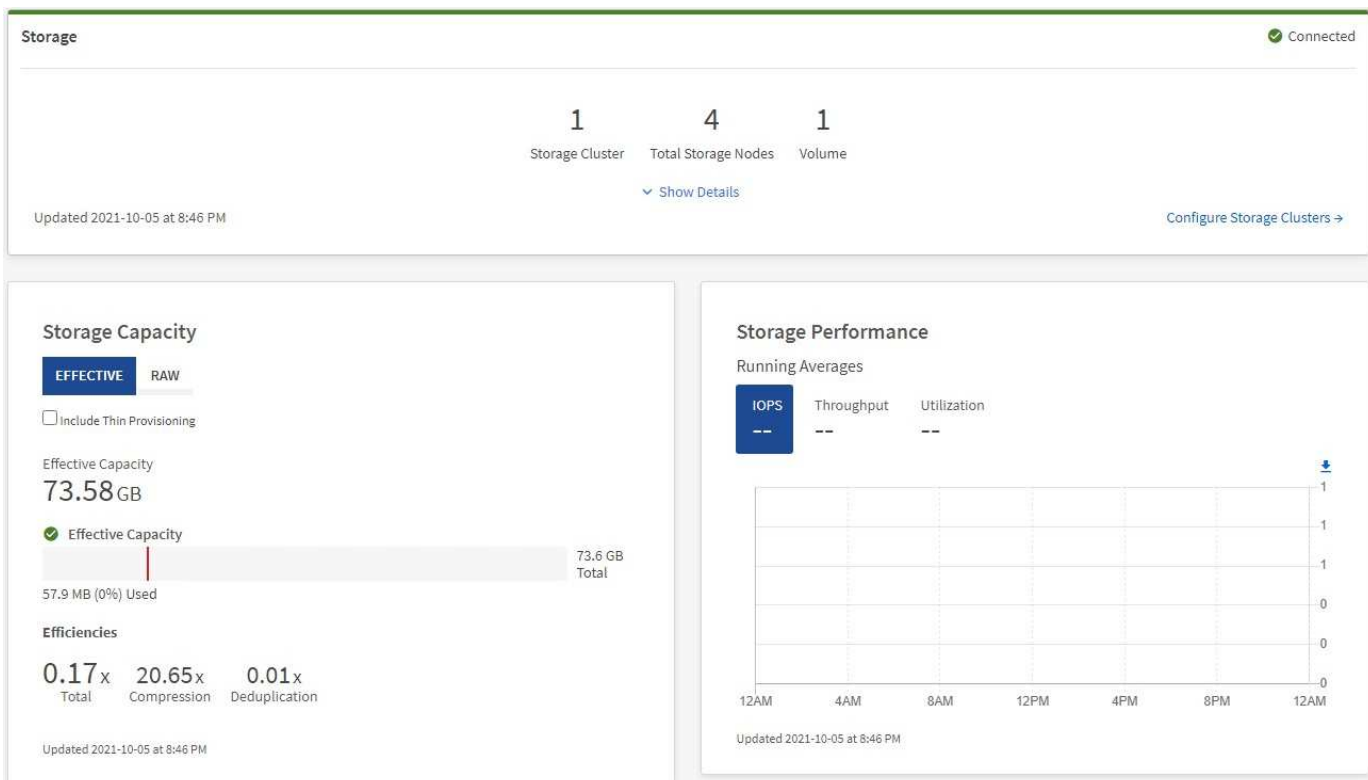 Storage
Connected
1 4 1
Storage Cluster Total Storage Nodes Volume
Show Details
Updated 2021-10-05 at 8:46 PM
Configure Storage Clusters →
Storage Capacity
EFFECTIVE RAW
Include Thin Provisioning
Effective Capacity
73.58 GB
Effective Capacity
73.6 GB
Total
57.9 MB (0%) Used
Efficiencies
0.17x 20.65x 0.01x
Total Compression Deduplication
Updated 2021-10-05 at 8:46 PM
Storage Performance
Running Averages
IOPS Throughput Utilization
-- -- --
1
1
1
0
0
0
12AM 4AM 8AM 12PM 4PM 8PM 12AM
Updated 2021-10-05 at 8:46 PM